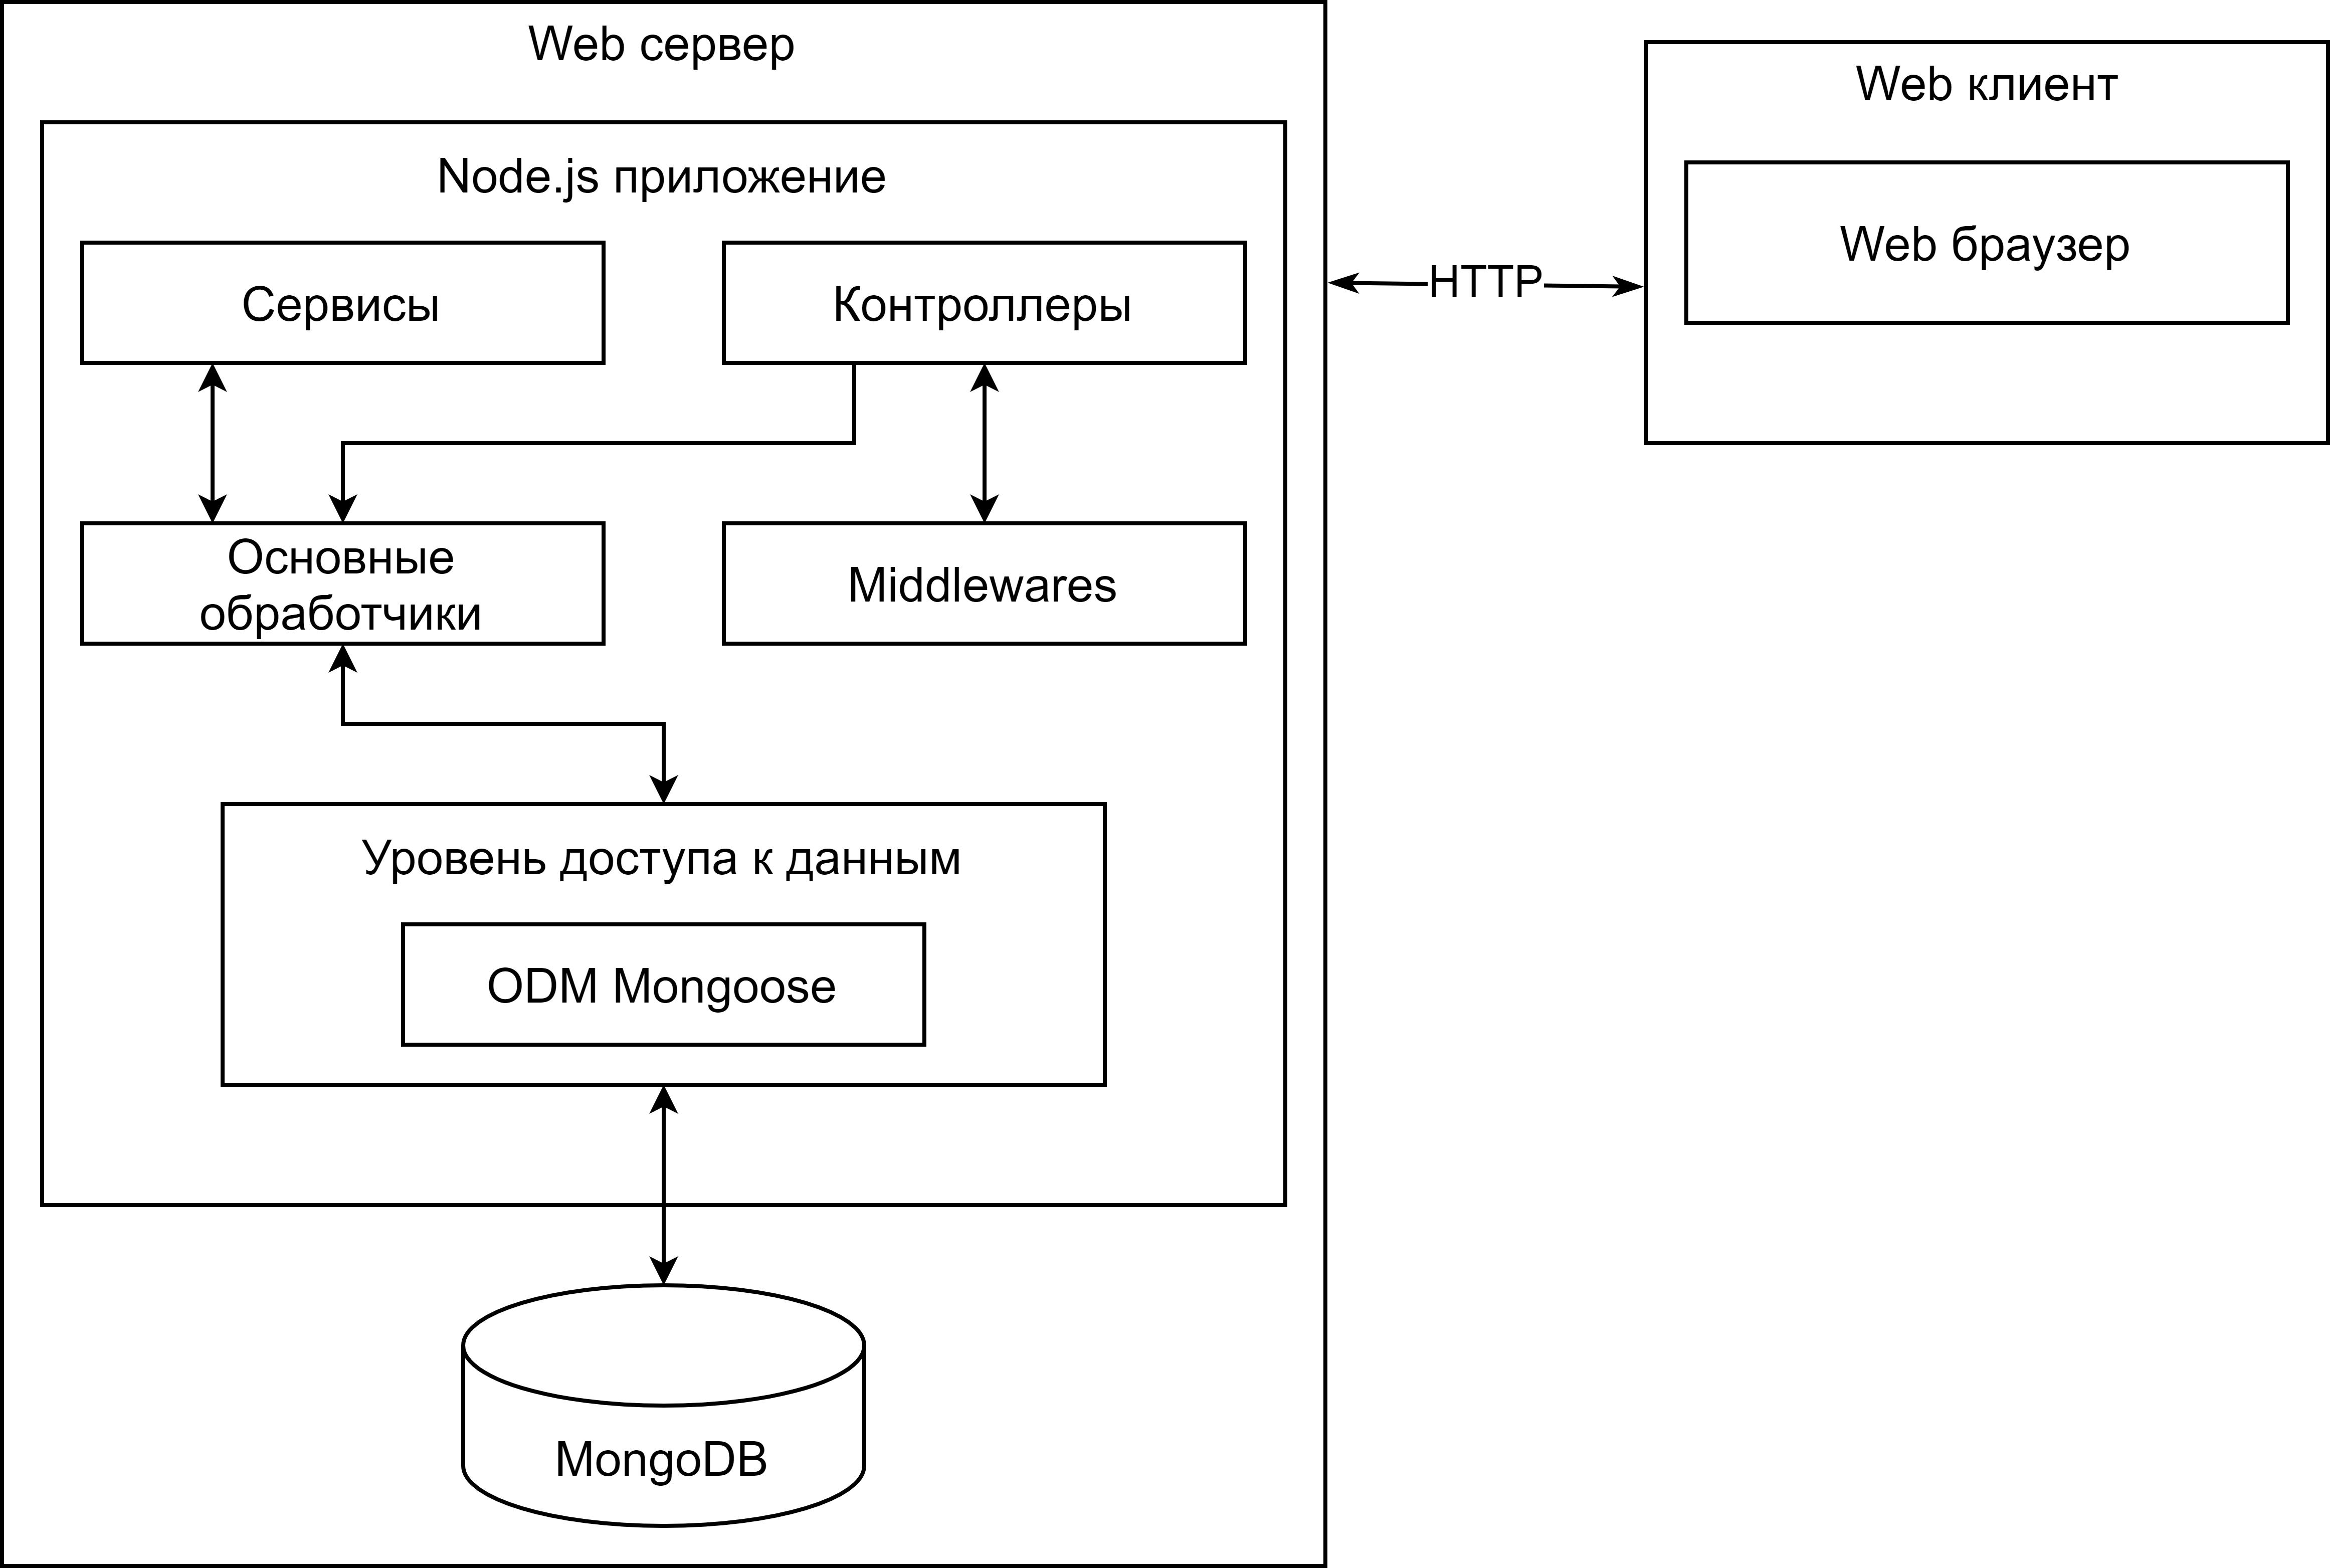 Web сервер
Web клиент
Node.js приложение
Web браузер
HTTP
Сервисы
Контроллеры
Основные
обработчики
Middlewares
Уровень доступа к данным
ODM Mongoose
MongoDB